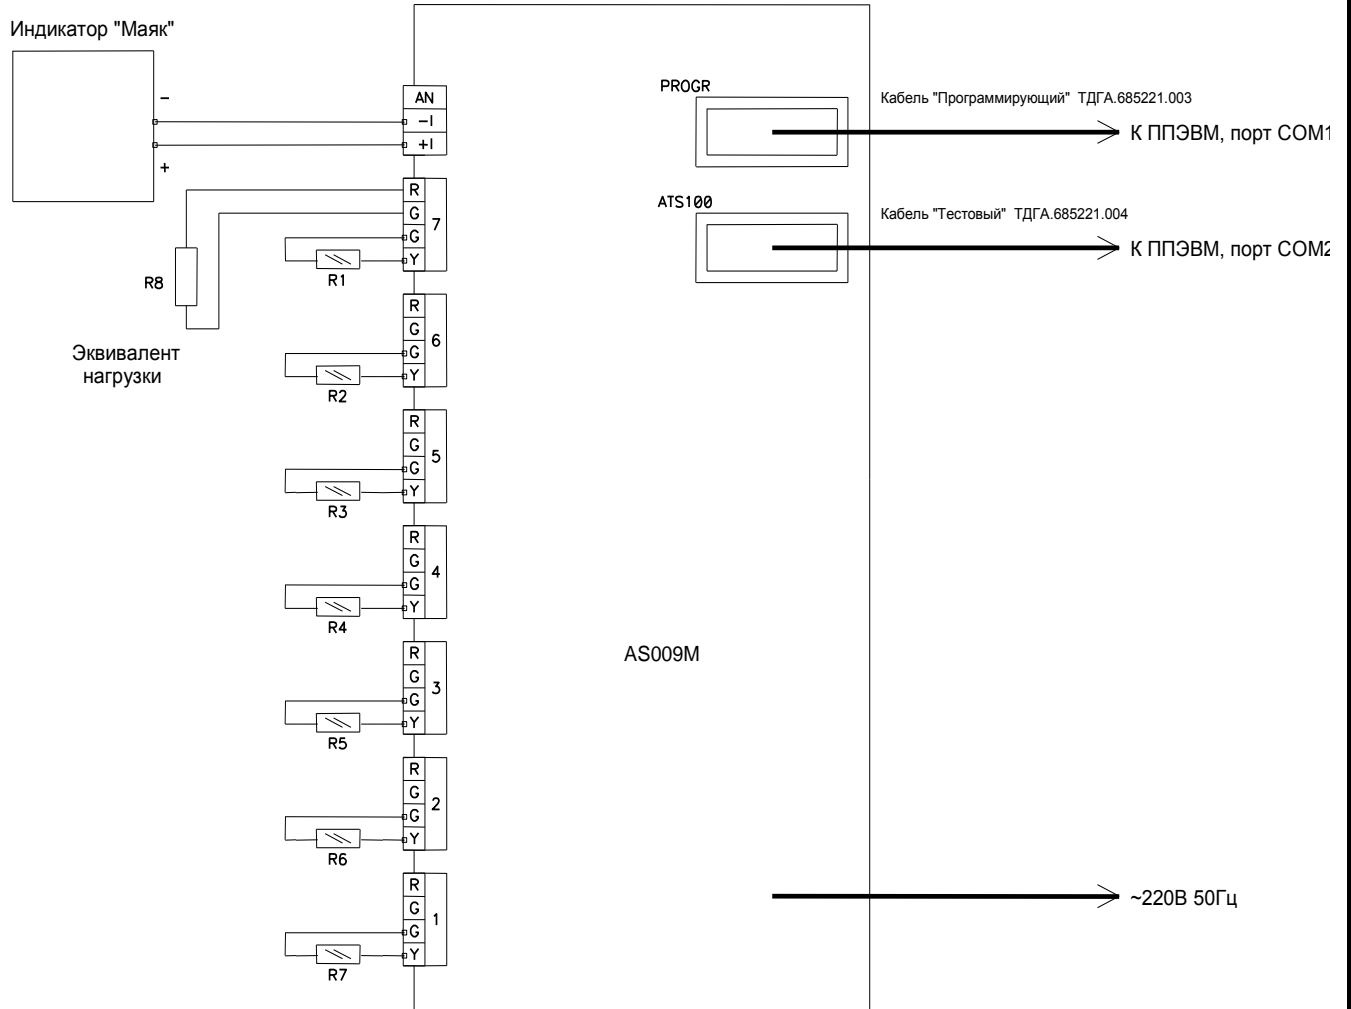 Индикатор "Маяк"
-
+
AN
-I
+I
R
G
G
Y
7
R1
R8
Эквивалент
нагрузки
R
G
G
Y
6
R2
R
G
G
Y
5
R3
R
G
G
Y
4
R4
R
G
G
Y
3
R5
R
G
G
Y
2
R6
R
G
G
Y
1
R7
PROGR
Кабель "Программирующий" ТДГА.685221.003
К ППЭВМ, порт COM1
ATS100
Кабель "Тестовый" ТДГА.685221.004
К ППЭВМ, порт COM2
AS009M
~220В 50Гц